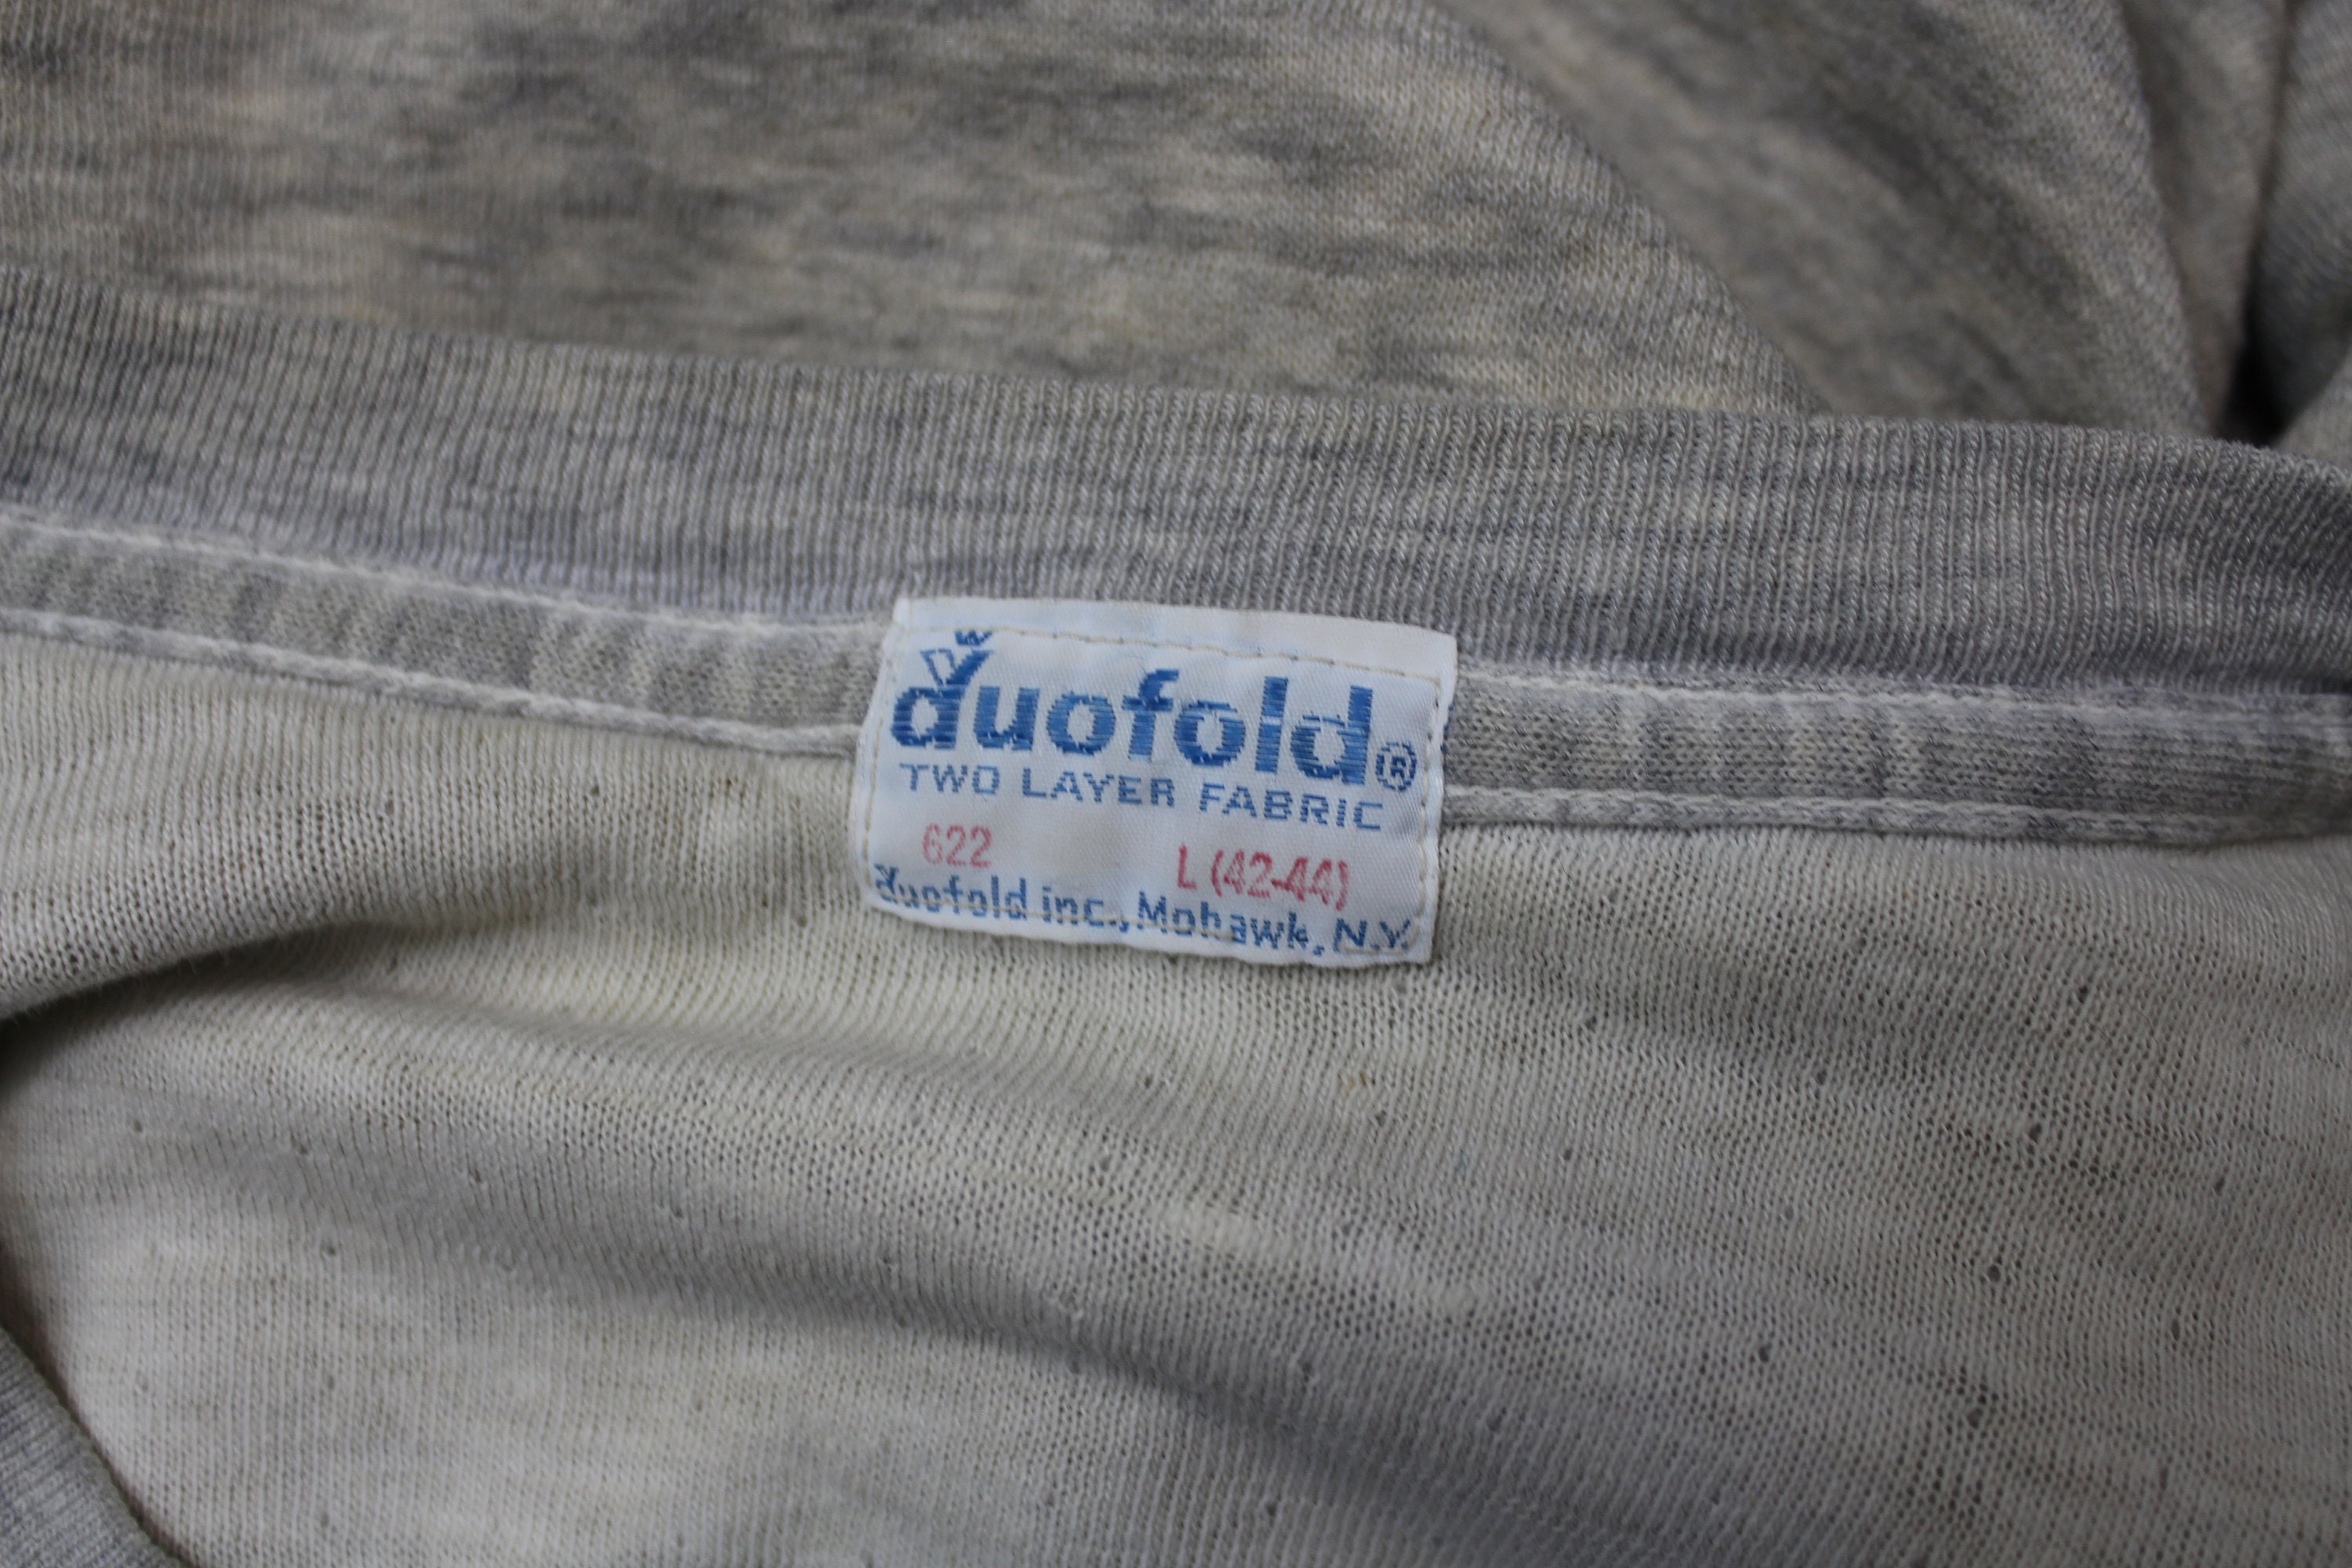 duofold®
TWO LAYER FABRIC
622 L (42-44)
duofold inc., Mohawk, N.Y.